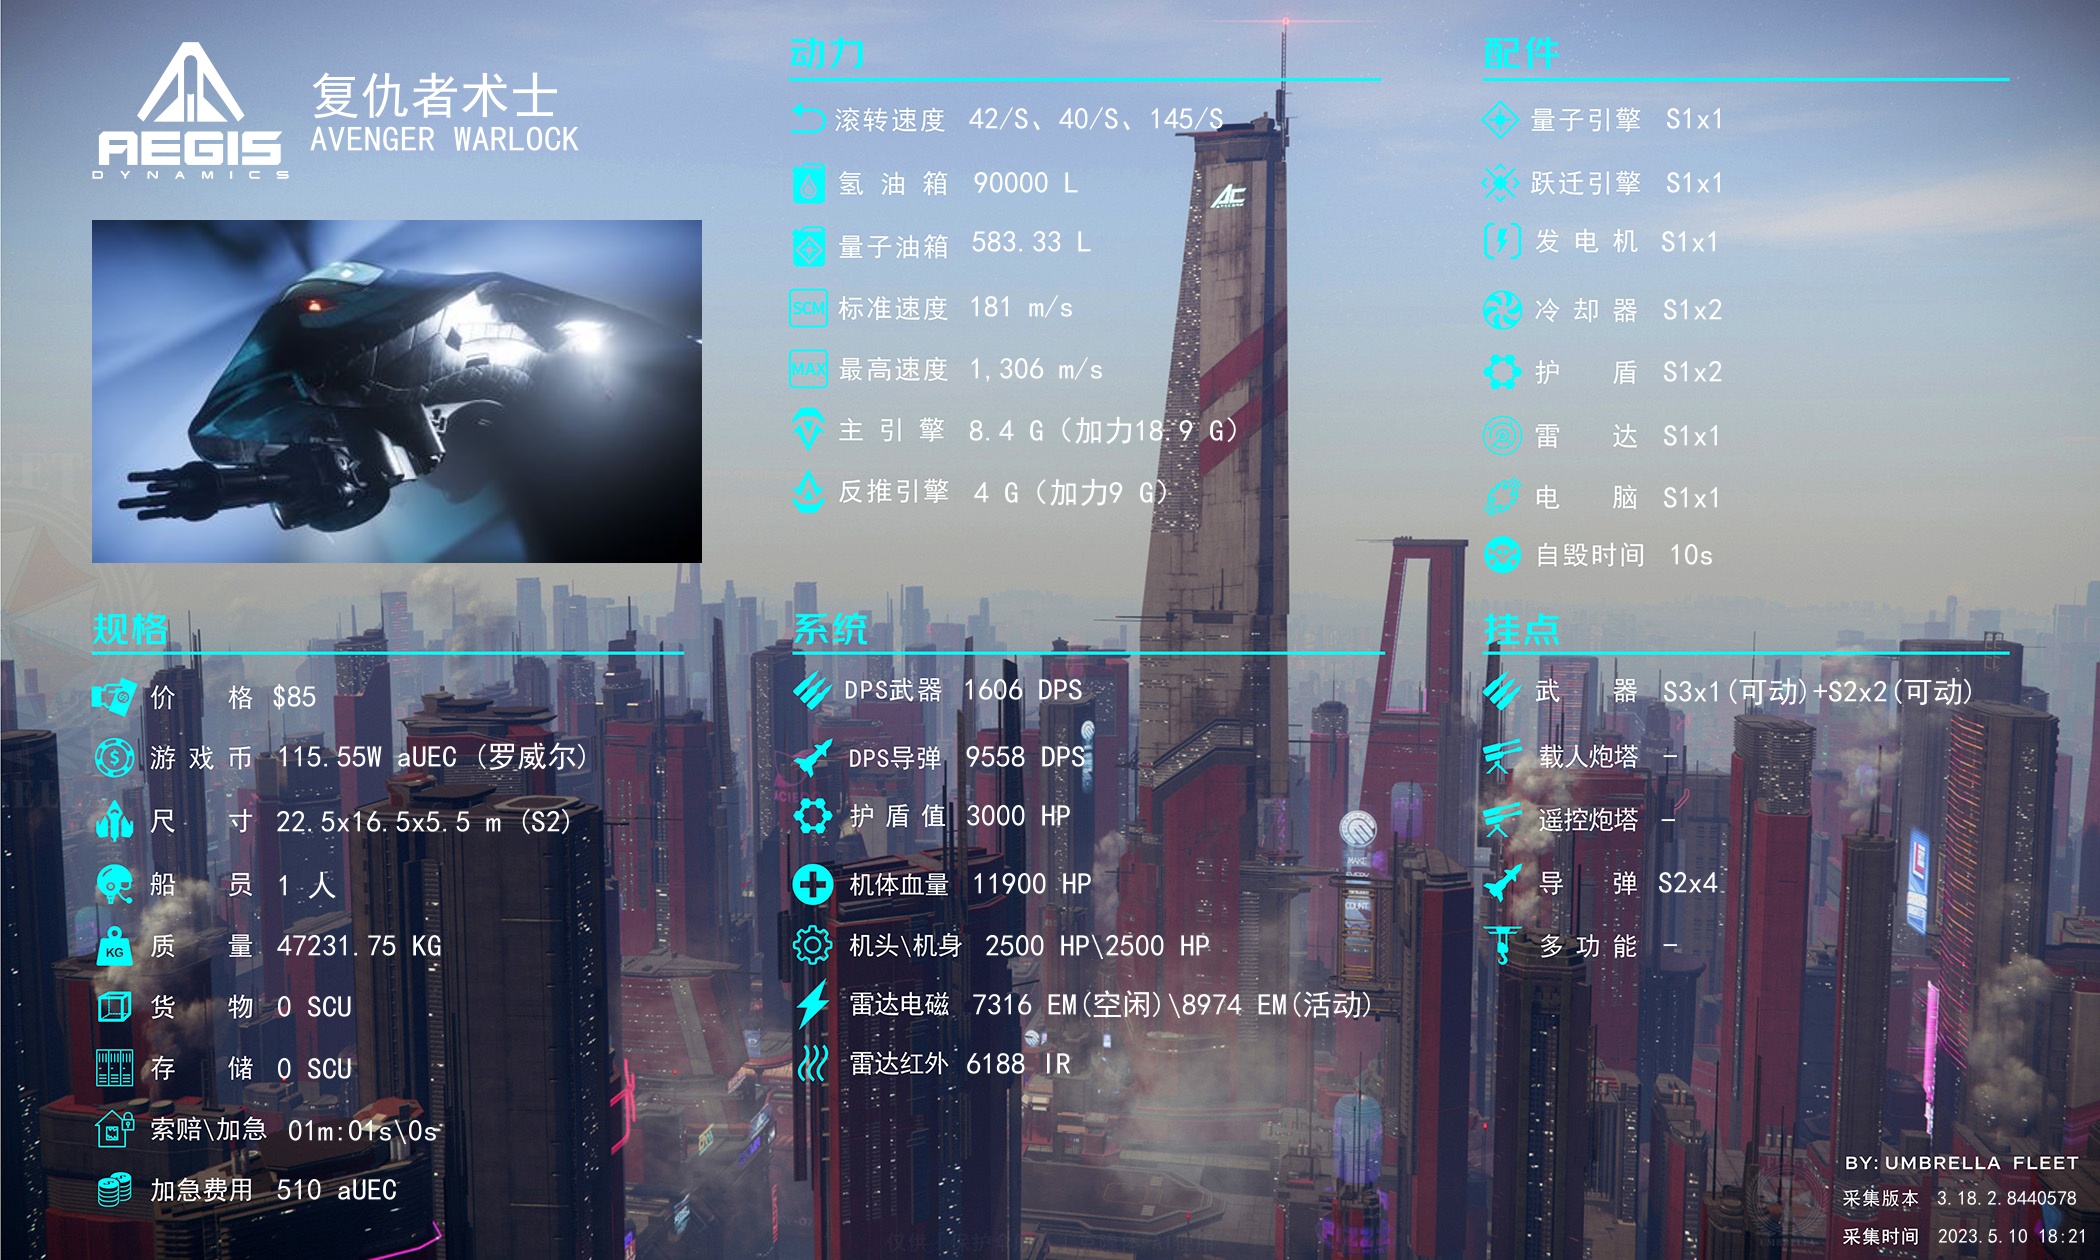 AEGIS
DYNAMICS
复仇者术士
AVENGER WARLOCK
动力
滚转速度 42/S、40/S、145/S
氢油箱 90000 L
量子油箱 583.33 L
SCM 标准速度 181 m/s
MAX 最高速度 1,306 m/s
主引擎 8.4 G（加力18.9 G）
反推引擎 4 G（加力9 G）
配件
量子引擎 S1x1
跃迁引擎 S1x1
发电机 S1x1
冷却器 S1x2
护盾 S1x2
雷达 S1x1
电脑 S1x1
自毁时间 10s
规格
价格 $85
游戏币 115.55W aUEC (罗威尔)
尺寸 22.5x16.5x5.5 m (S2)
船员 1 人
KG 质量 47231.75 KG
货物 0 SCU
存储 0 SCU
索赔\加急 01m:01s\0s
加急费用 510 aUEC
系统
DPS武器 1606 DPS
DPS导弹 9558 DPS
护盾值 3000 HP
机体血量 11900 HP
机头\机身 2500 HP\2500 HP
雷达电磁 7316 EM(空闲)\8974 EM(活动)
雷达红外 6188 IR
挂点
武器 S3x1(可动)+S2x2(可动)
载人炮塔 -
遥控炮塔 -
导弹 S2x4
多功能 -
AC
MAKE
EVERY
COUNT
BY: UMBRELLA FLEET
采集版本 3.18.2.8440578
采集时间 2023.5.10 18:21